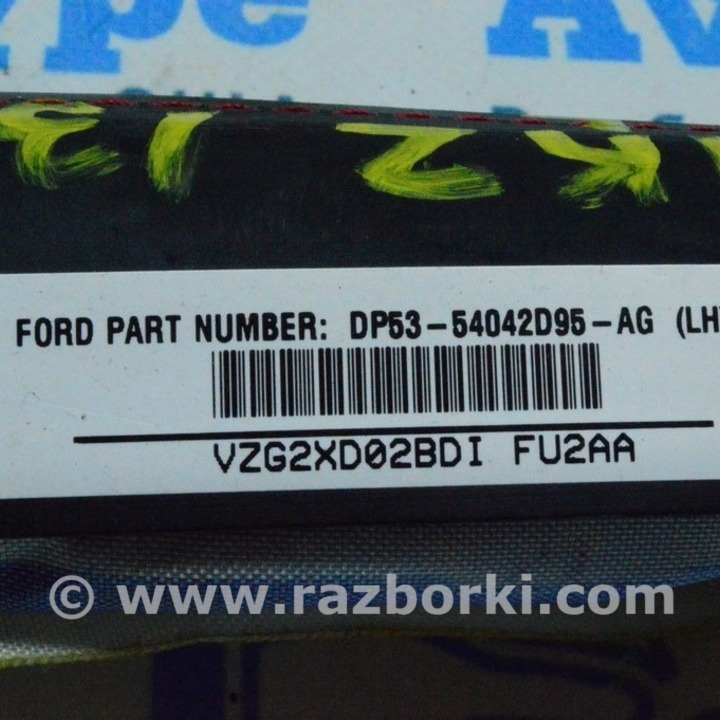 FORD PART NUMBER: DP53-54042D95-AG (LH
VZG2XD02BDI FU2AA
© www.razborki.com